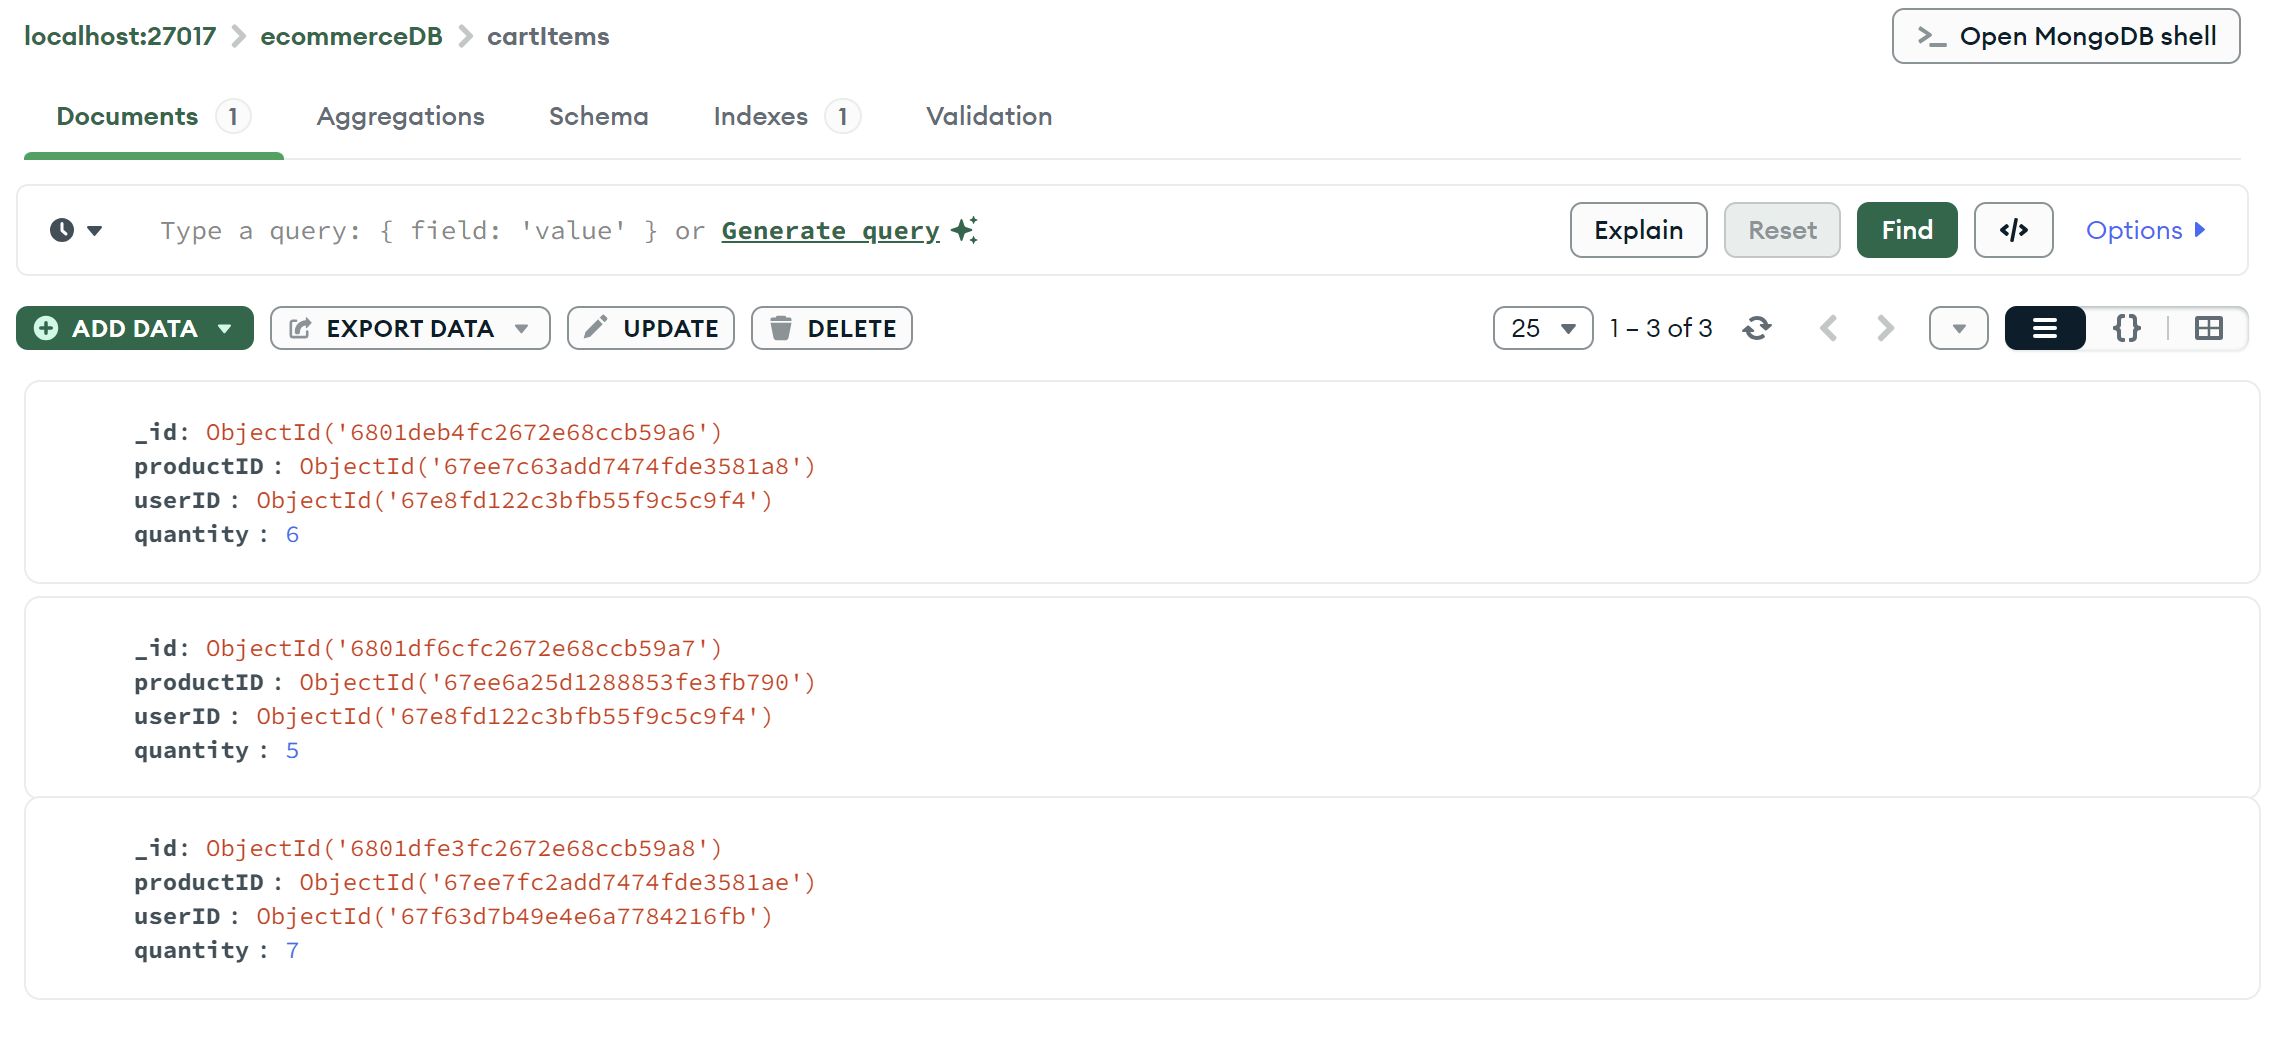 localhost:27017 > ecommerceDB > cartItems
>_ Open MongoDB shell
Documents 1 Aggregations Schema Indexes 1 Validation
Type a query: { field: 'value' } or Generate query
Explain Reset Find </> Options
ADD DATA EXPORT DATA UPDATE DELETE 25 1 – 3 of 3 {}
_id: ObjectId('6801deb4fc2672e68ccb59a6')
productID : ObjectId('67ee7c63add7474fde3581a8')
userID : ObjectId('67e8fd122c3bfb55f9c5c9f4')
quantity : 6
_id: ObjectId('6801df6cfc2672e68ccb59a7')
productID : ObjectId('67ee6a25d1288853fe3fb790')
userID : ObjectId('67e8fd122c3bfb55f9c5c9f4')
quantity : 5
_id: ObjectId('6801dfe3fc2672e68ccb59a8')
productID : ObjectId('67ee7fc2add7474fde3581ae')
userID : ObjectId('67f63d7b49e4e6a7784216fb')
quantity : 7